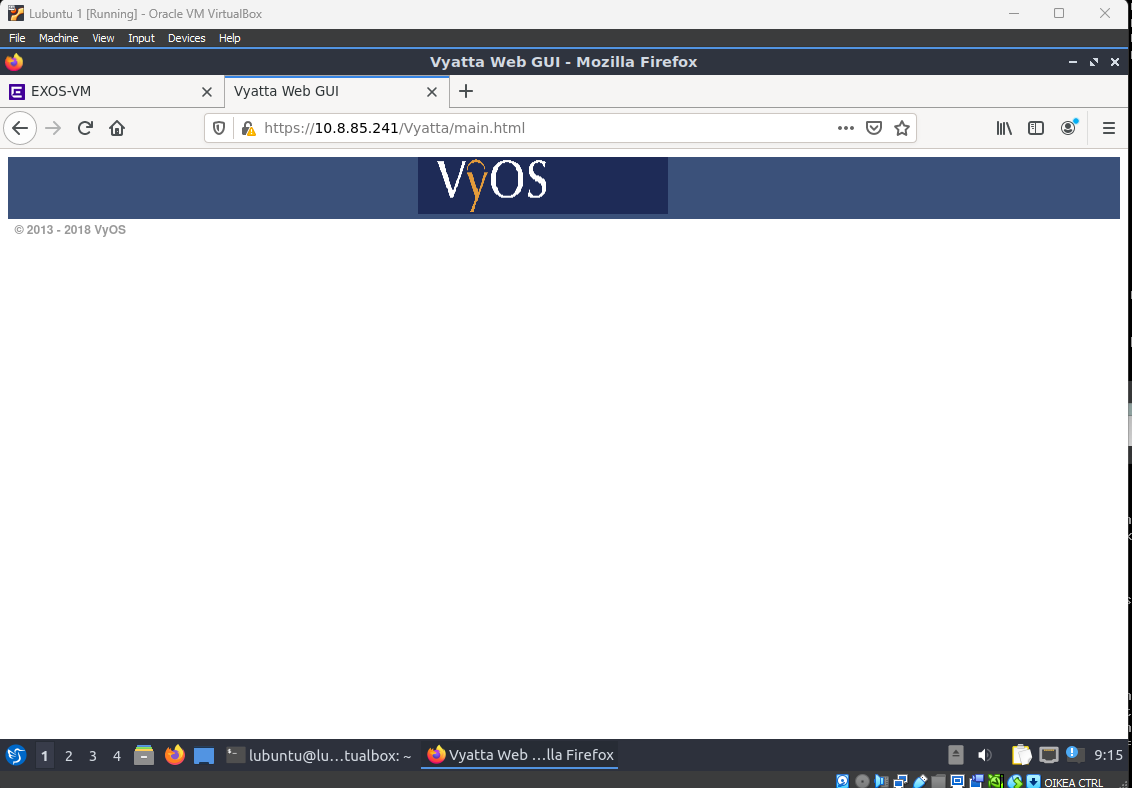 Lubuntu 1 [Running] - Oracle VM VirtualBox
File Machine View Input Devices Help
Vyatta Web GUI - Mozilla Firefox
EXOS-VM
Vyatta Web GUI
https://10.8.85.241/Vyatta/main.html
VyOS
© 2013 - 2018 VyOS
1 2 3 4 lubuntu@lu…tualbox: ~ Vyatta Web …lla Firefox 9:15
OIKEA CTRL